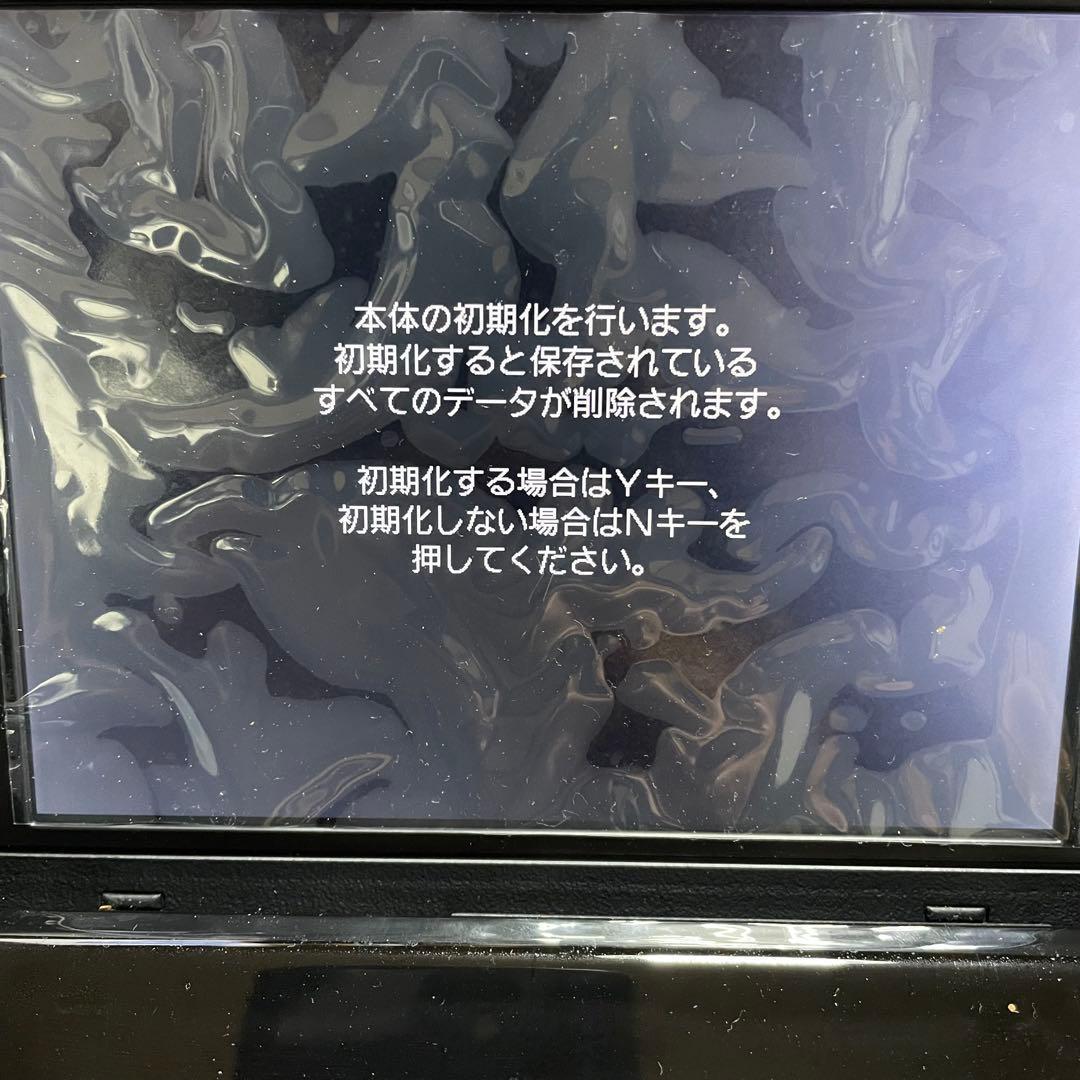 本体の初期化を行います。
初期化すると保存されている
すべてのデータが削除されます。
初期化する場合はYキー、
初期化しない場合はNキーを
押してください。